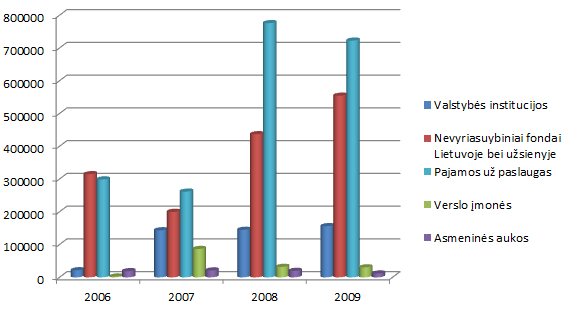 800000
700000
600000
500000
400000
300000
200000
100000
0
2006 2007 2008 2009
Valstybės institucijos
Nevyriasuybiniai fondai
Lietuvoje bei užsienyje
Pajamos už paslaugas
Verslo įmonės
Asmeninės aukos